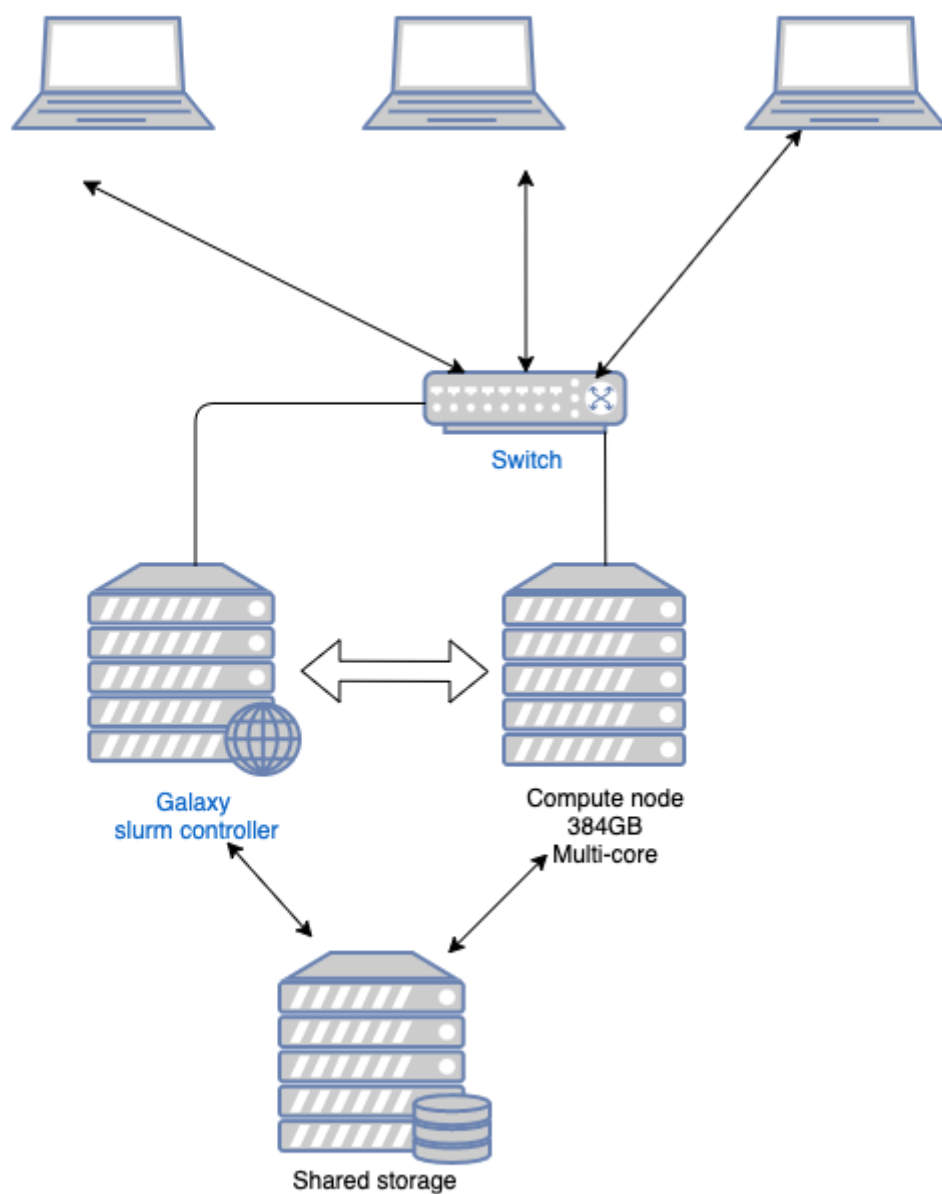 Switch
Galaxy
slurm controller
Compute node
384GB
Multi-core
Shared storage